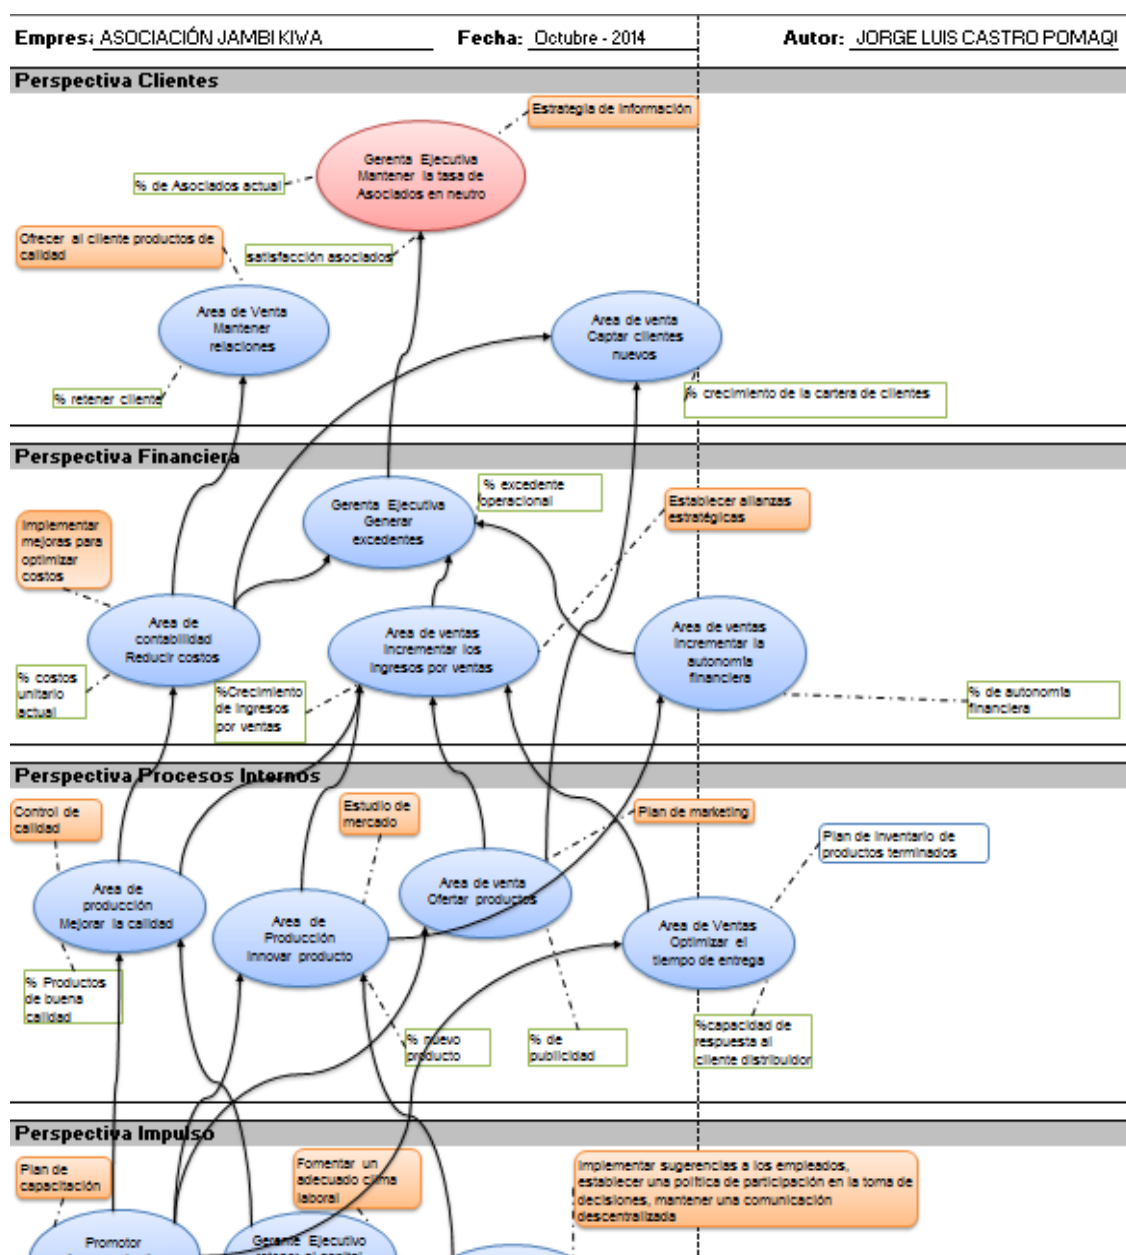 Empres: ASOCIACIÓN JAMBI KIWA
Fecha: Octubre - 2014
Autor: JORGE LUIS CASTRO POMAQI
Perspectiva Clientes
Estrategia de información
Gerenta Ejecutiva
Mantener la tasa de
Asociados en neutro
% de Asociados actual
Ofrecer al cliente productos de
calidad
satisfacción asociados
Area de Venta
Mantener
relaciones
Area de venta
Captar clientes
nuevos
% retener cliente
% crecimiento de la cartera de clientes
Perspectiva Financiera
% excedente
operacional
Gerenta Ejecutiva
Generar
excedentes
Establecer alianzas
estratégicas
Implementar
mejoras para
optimizar
costos
Area de
contabilidad
Reducir costos
Area de ventas
Incrementar los
ingresos por ventas
Area de ventas
Incrementar la
autonomía
financiera
% costos
unitario
actual
%Crecimiento
de ingresos
por ventas
% de autonomía
financiera
Perspectiva Procesos Internos
Control de
calidad
Estudio de
mercado
Plan de marketing
Plan de inventario de
productos terminados
Area de
producción
Mejorar la calidad
Area de
Producción
Innovar producto
Area de venta
Ofertar productos
Area de Ventas
Optimizar el
tiempo de entrega
% Productos
de buena
calidad
% nuevo
producto
% de
publicidad
%capacidad de
respuesta al
cliente distribuidor
Perspectiva Impulso
Plan de
capacitación
Fomentar un
adecuado clima
laboral
Implementar sugerencias a los empleados,
establecer una política de participación en la toma de
decisiones, mantener una comunicación
descentralizada
Promotor
Gerente Ejecutivo